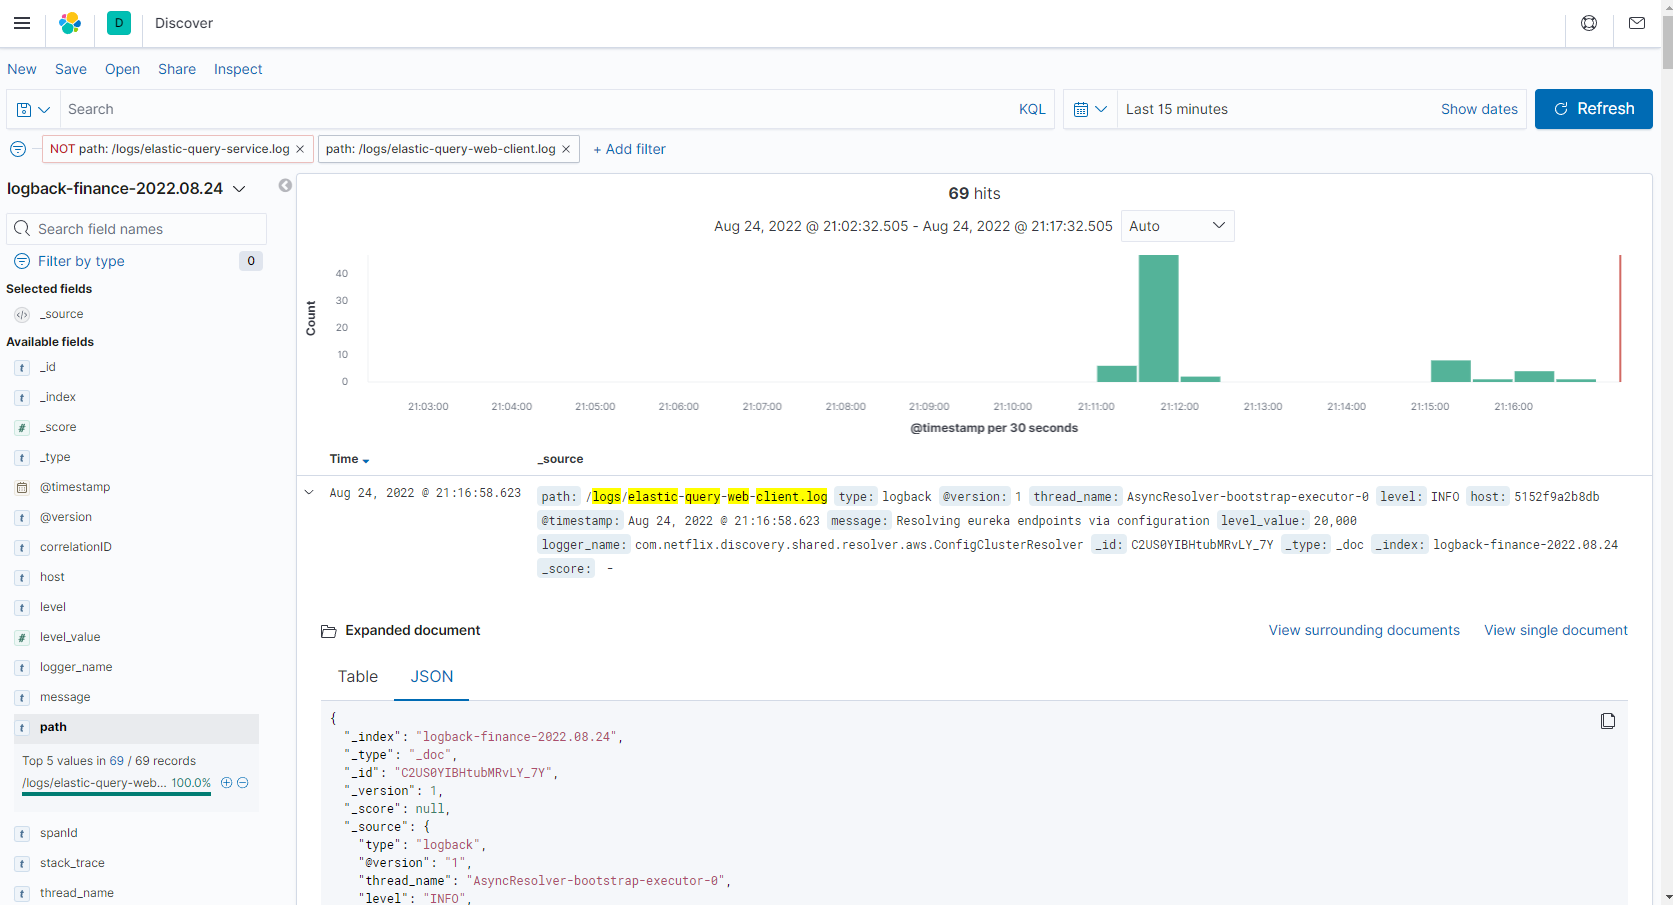 D Discover
New Save Open Share Inspect
Search KQL Last 15 minutes Show dates Refresh
NOT path: /logs/elastic-query-service.log × path: /logs/elastic-query-web-client.log × + Add filter
logback-finance-2022.08.24
Search field names
Filter by type 0
Selected fields
_source
Available fields
t _id
t _index
# _score
t _type
@timestamp
t @version
t correlationID
t host
t level
# level_value
t logger_name
t message
t path
Top 5 values in 69 / 69 records
/logs/elastic-query-web... 100.0%
t spanId
t stack_trace
t thread_name
69 hits
Aug 24, 2022 @ 21:02:32.505 - Aug 24, 2022 @ 21:17:32.505 Auto
Count
40
30
20
10
0
21:03:00 21:04:00 21:05:00 21:06:00 21:07:00 21:08:00 21:09:00 21:10:00 21:11:00 21:12:00 21:13:00 21:14:00 21:15:00 21:16:00
@timestamp per 30 seconds
Time _source
Aug 24, 2022 @ 21:16:58.623 path: /logs/elastic-query-web-client.log type: logback @version: 1 thread_name: AsyncResolver-bootstrap-executor-0 level: INFO host: 5152f9a2b8db
@timestamp: Aug 24, 2022 @ 21:16:58.623 message: Resolving eureka endpoints via configuration level_value: 20,000
logger_name: com.netflix.discovery.shared.resolver.aws.ConfigClusterResolver _id: C2US0YIBHtubMRvLY_7Y _type: _doc _index: logback-finance-2022.08.24
_score: -
Expanded document View surrounding documents View single document
Table JSON
{
"_index": "logback-finance-2022.08.24",
"_type": "_doc",
"_id": "C2US0YIBHtubMRvLY_7Y",
"_version": 1,
"_score": null,
"_source": {
"type": "logback",
"@version": "1",
"thread_name": "AsyncResolver-bootstrap-executor-0",
"level": "INFO",